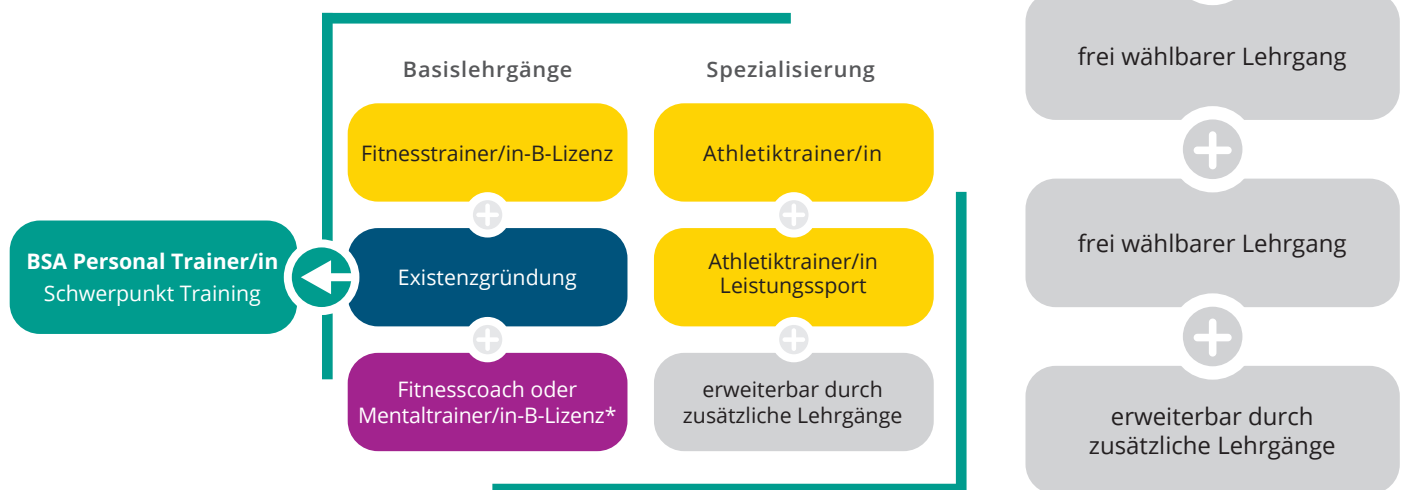 BSA Personal Trainer/in
Schwerpunkt Training
Basislehrgänge
Fitnesstrainer/in-B-Lizenz
Existenzgründung
Fitnesscoach oder
Mentaltrainer/in-B-Lizenz*
Spezialisierung
Athletiktrainer/in
Athletiktrainer/in
Leistungssport
erweiterbar durch
zusätzliche Lehrgänge
frei wählbarer Lehrgang
frei wählbarer Lehrgang
erweiterbar durch
zusätzliche Lehrgänge